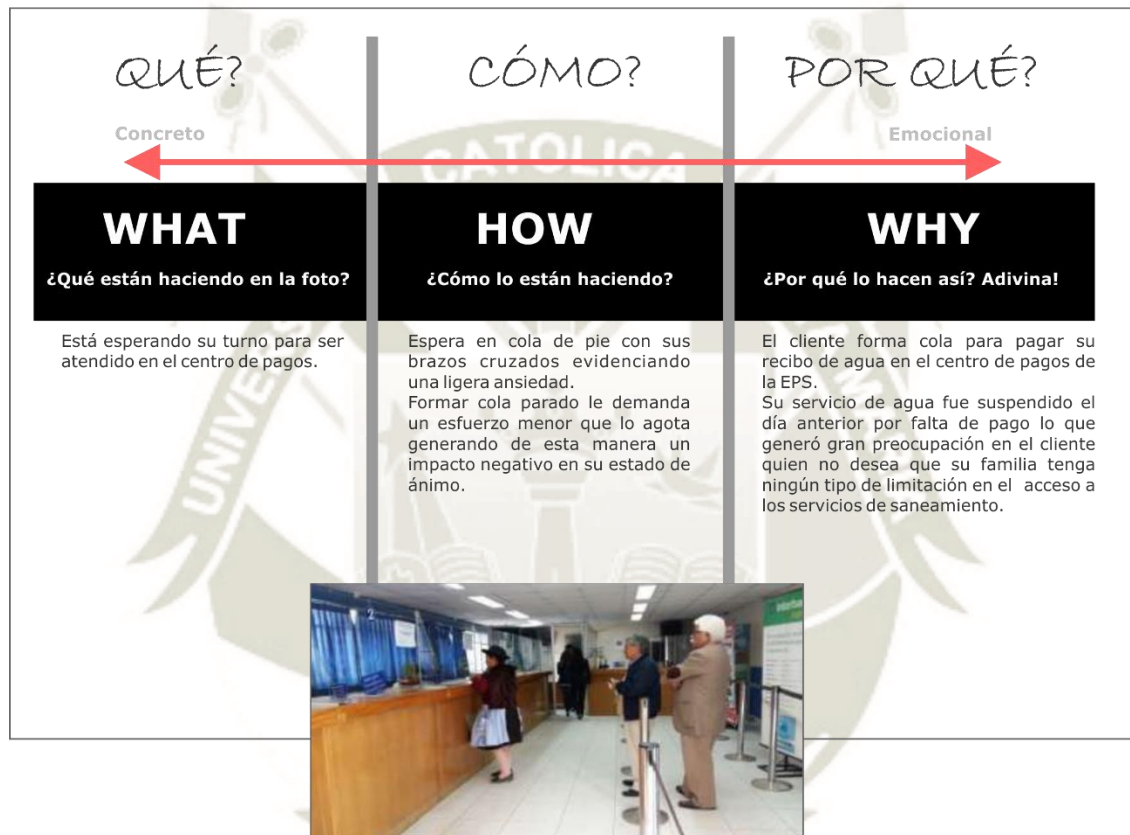 QUÉ?
CÓMO?
POR QUÉ?
Concreto
Emocional
WHAT
¿Qué están haciendo en la foto?
HOW
¿Cómo lo están haciendo?
WHY
¿Por qué lo hacen así? Adivina!
Está esperando su turno para ser
atendido en el centro de pagos.
Espera en cola de pie con sus
brazos cruzados evidenciando
una ligera ansiedad.
Formar cola parado le demanda
un esfuerzo menor que lo agota
generando de esta manera un
impacto negativo en su estado de
ánimo.
El cliente forma cola para pagar su
recibo de agua en el centro de pagos de
la EPS.
Su servicio de agua fue suspendido el
día anterior por falta de pago lo que
generó gran preocupación en el cliente
quien no desea que su familia tenga
ningún tipo de limitación en el acceso a
los servicios de saneamiento.
CATOLICA
2